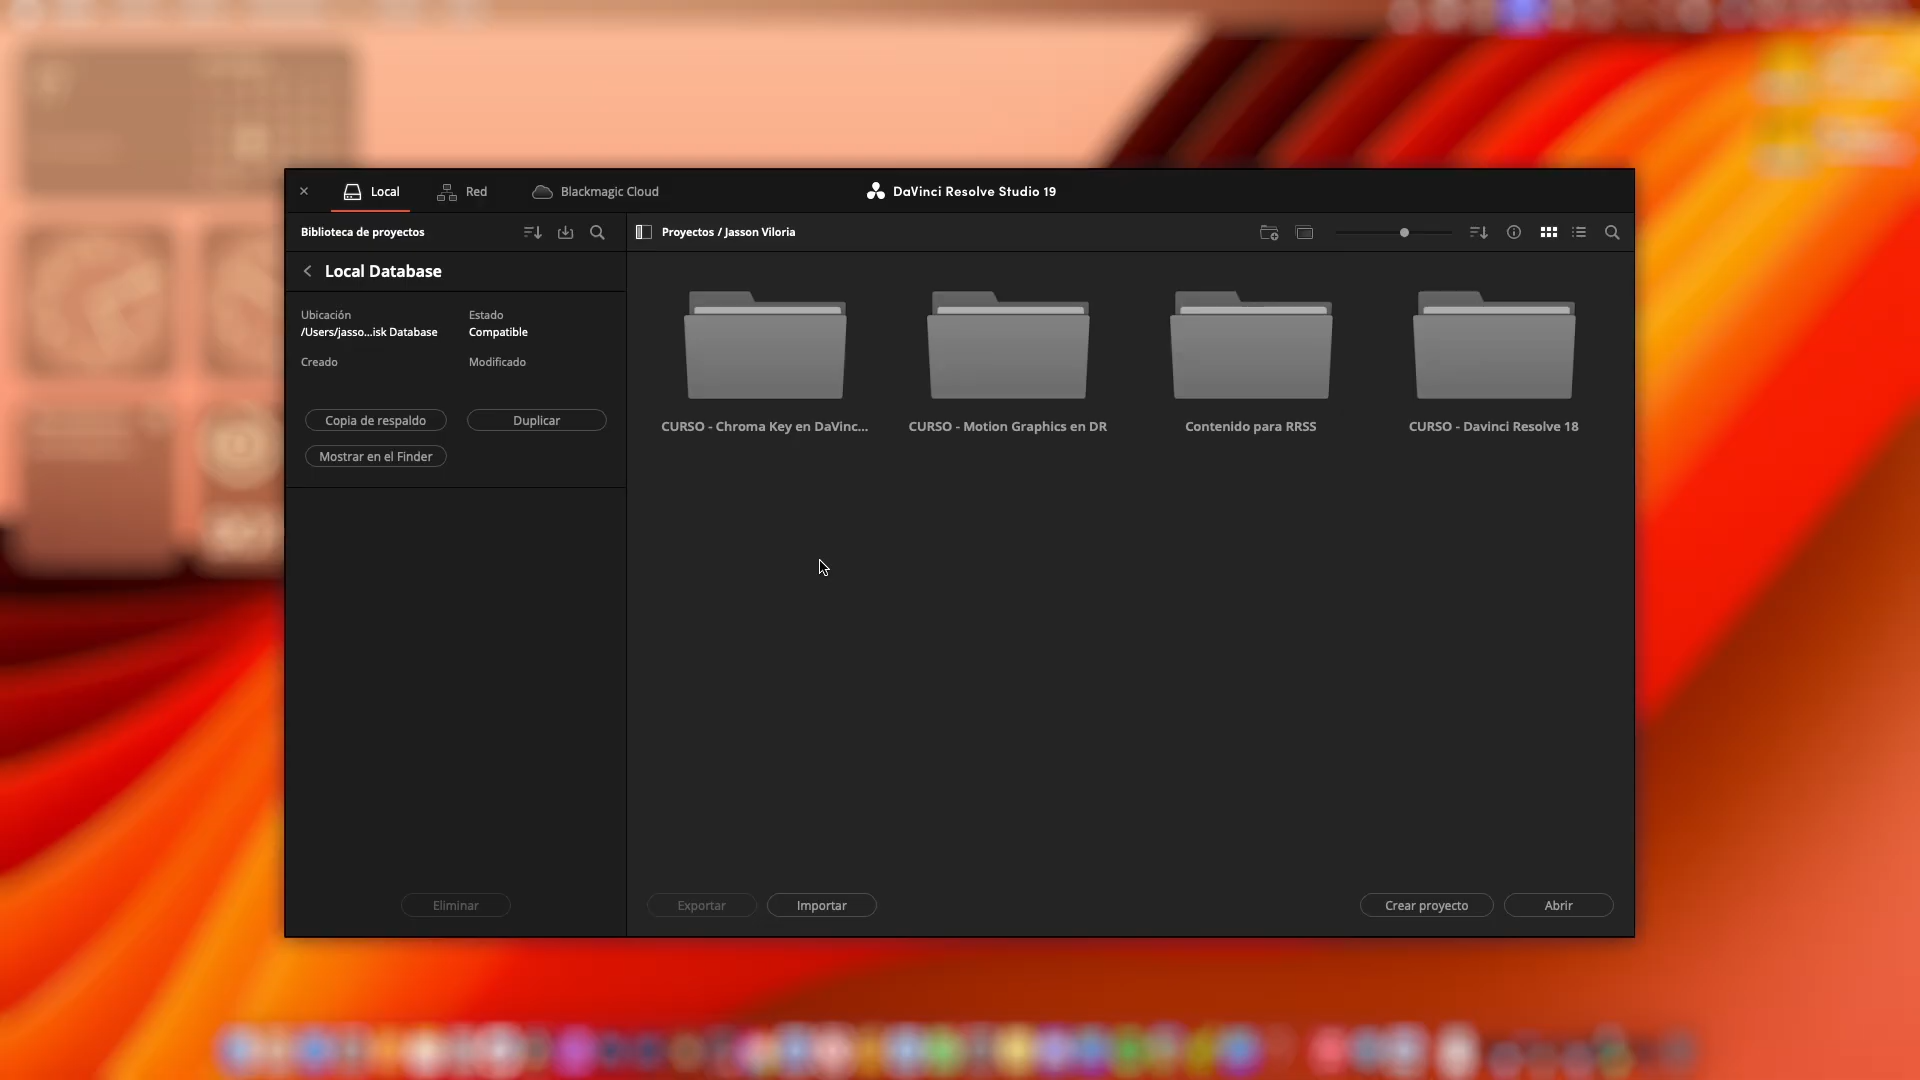 Local
Red
Blackmagic Cloud
DaVinci Resolve Studio 19
Biblioteca de proyectos
Proyectos / Jasson Viloria
Local Database
Ubicación
Estado
/Users/jasso...isk Database
Compatible
Creado
Modificado
Copia de respaldo
Duplicar
Mostrar en el Finder
CURSO - Chroma Key en DaVinc...
CURSO - Motion Graphics en DR
Contenido para RRSS
CURSO - Davinci Resolve 18
Eliminar
Exportar
Importar
Crear proyecto
Abrir